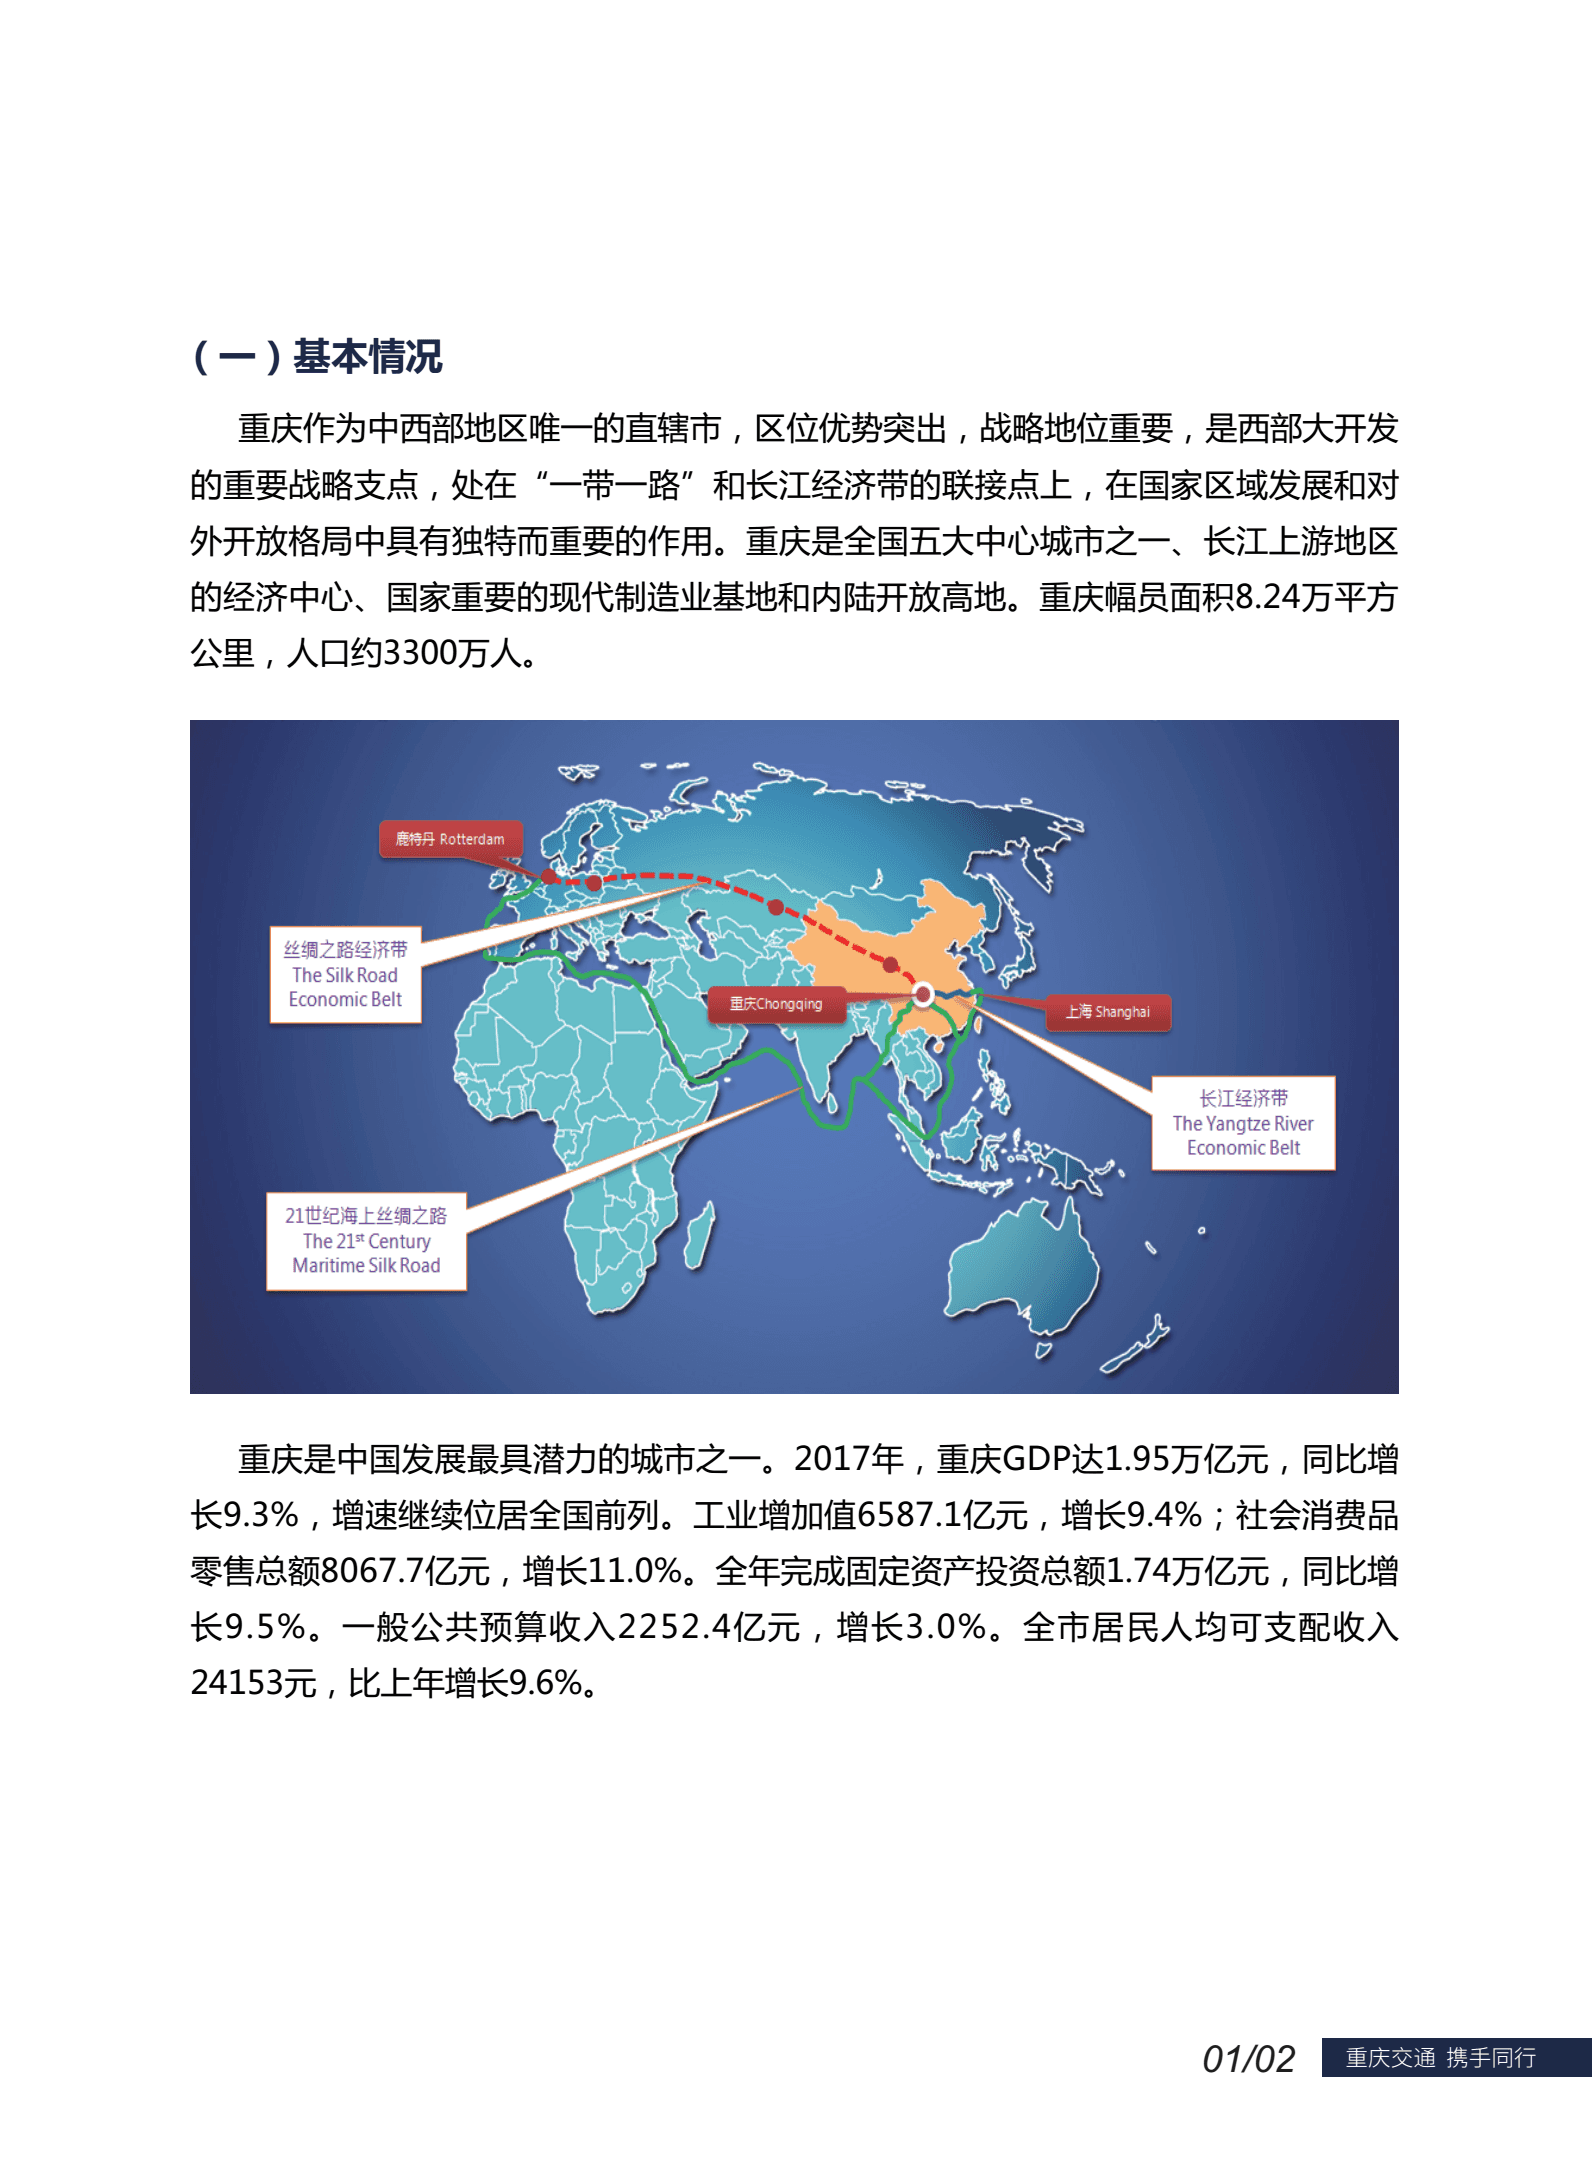 （一）基本情况
重庆作为中西部地区唯一的直辖市，区位优势突出，战略地位重要，是西部大开发
的重要战略支点，处在“一带一路”和长江经济带的联接点上，在国家区域发展和对
外开放格局中具有独特而重要的作用。重庆是全国五大中心城市之一、长江上游地区
的经济中心、国家重要的现代制造业基地和内陆开放高地。重庆幅员面积8.24万平方
公里，人口约3300万人。
鹿特丹 Rotterdam
丝绸之路经济带
The Silk Road
Economic Belt
重庆Chongqing
上海 Shanghai
长江经济带
The Yangtze River
Economic Belt
21世纪海上丝绸之路
The 21st Century
Maritime Silk Road
重庆是中国发展最具潜力的城市之一。2017年，重庆GDP达1.95万亿元，同比增
长9.3%，增速继续位居全国前列。工业增加值6587.1亿元，增长9.4%；社会消费品
零售总额8067.7亿元，增长11.0%。全年完成固定资产投资总额1.74万亿元，同比增
长9.5%。一般公共预算收入2252.4亿元，增长3.0%。全市居民人均可支配收入
24153元，比上年增长9.6%。
01/02
重庆交通 携手同行